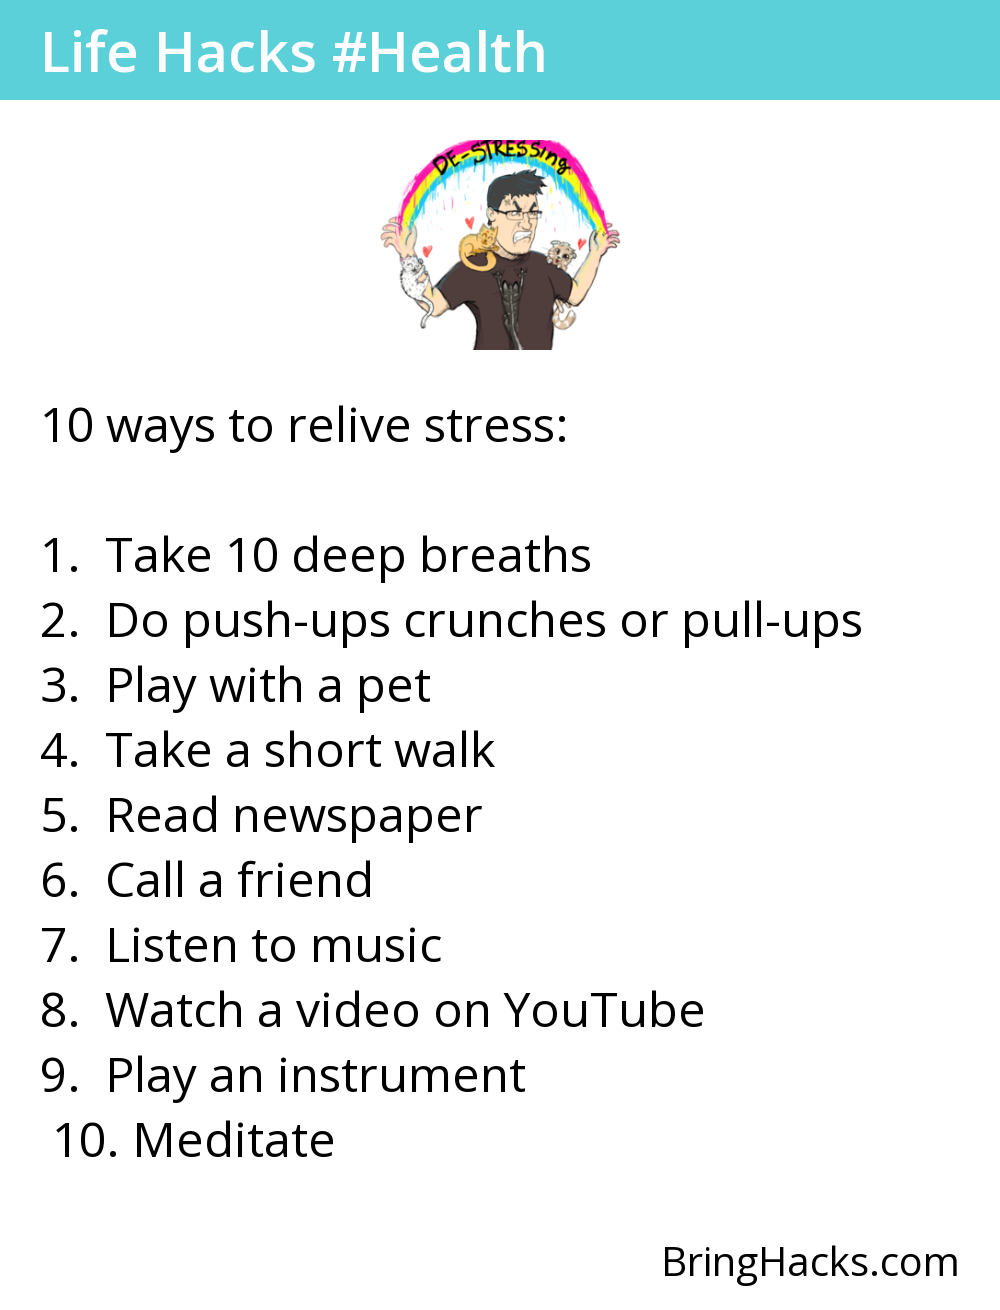 Life Hacks #Health
DE-STRESSing
10 ways to relive stress:
1. Take 10 deep breaths
2. Do push-ups crunches or pull-ups
3. Play with a pet
4. Take a short walk
5. Read newspaper
6. Call a friend
7. Listen to music
8. Watch a video on YouTube
9. Play an instrument
10. Meditate
BringHacks.com